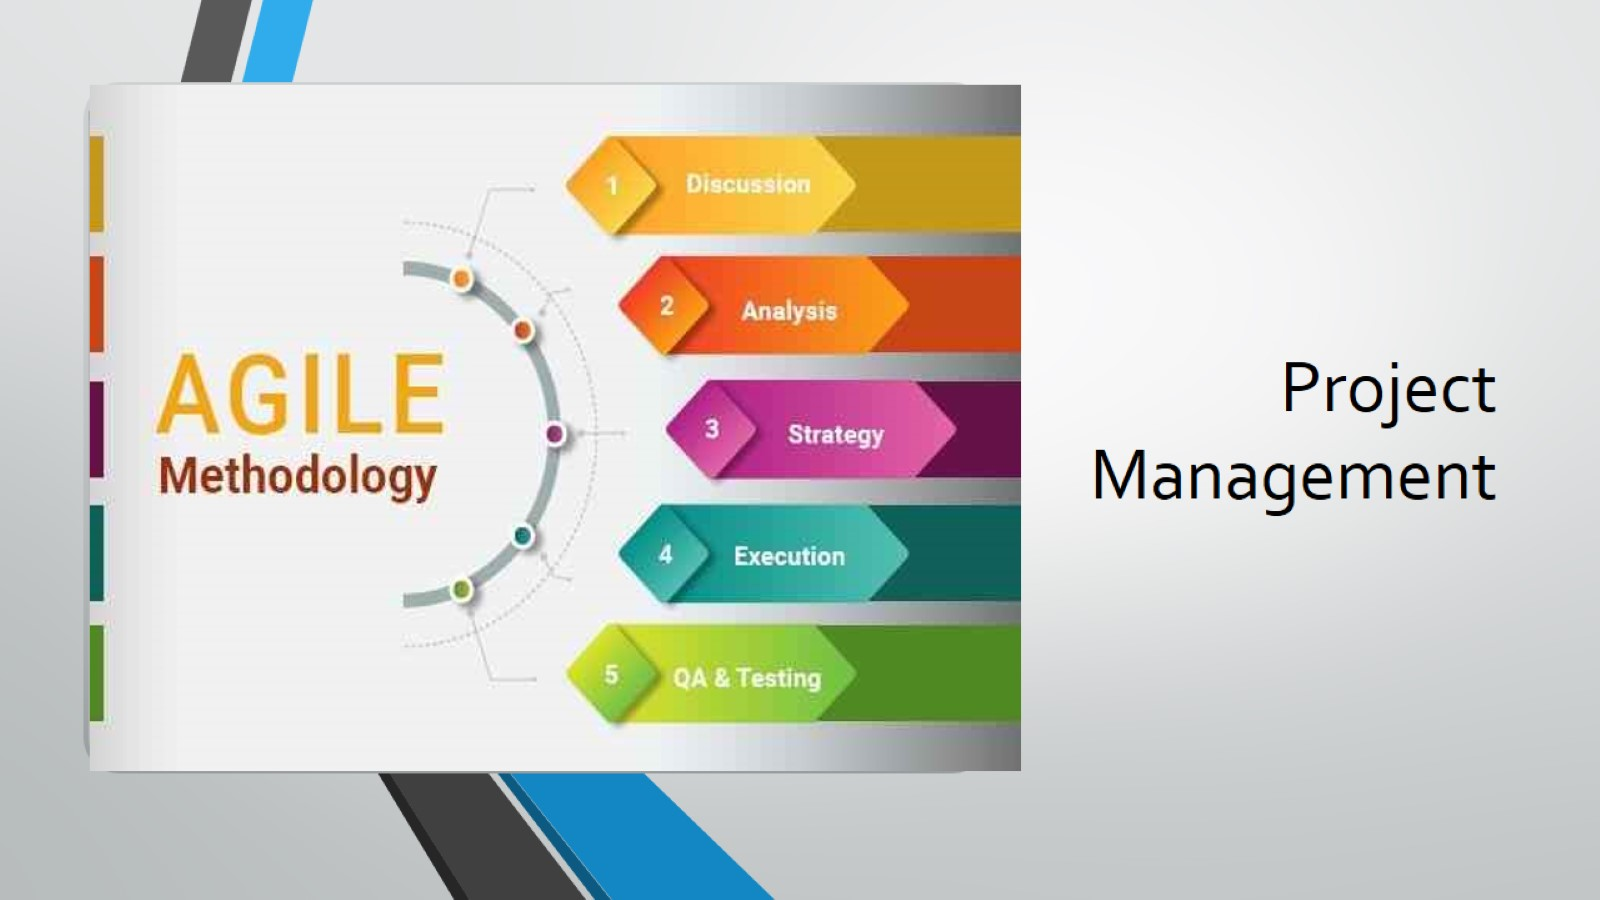 AGILE
Methodology
1 Discussion
2 Analysis
3 Strategy
4 Execution
5 QA & Testing
Project
Management